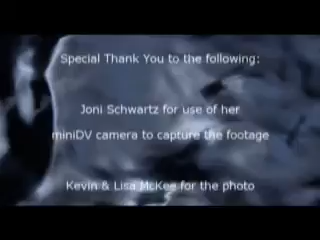 Special Thank You to the following:
Joni Schwartz for use of her
miniDV camera to capture the footage
Kevin & Lisa McKee for the photo